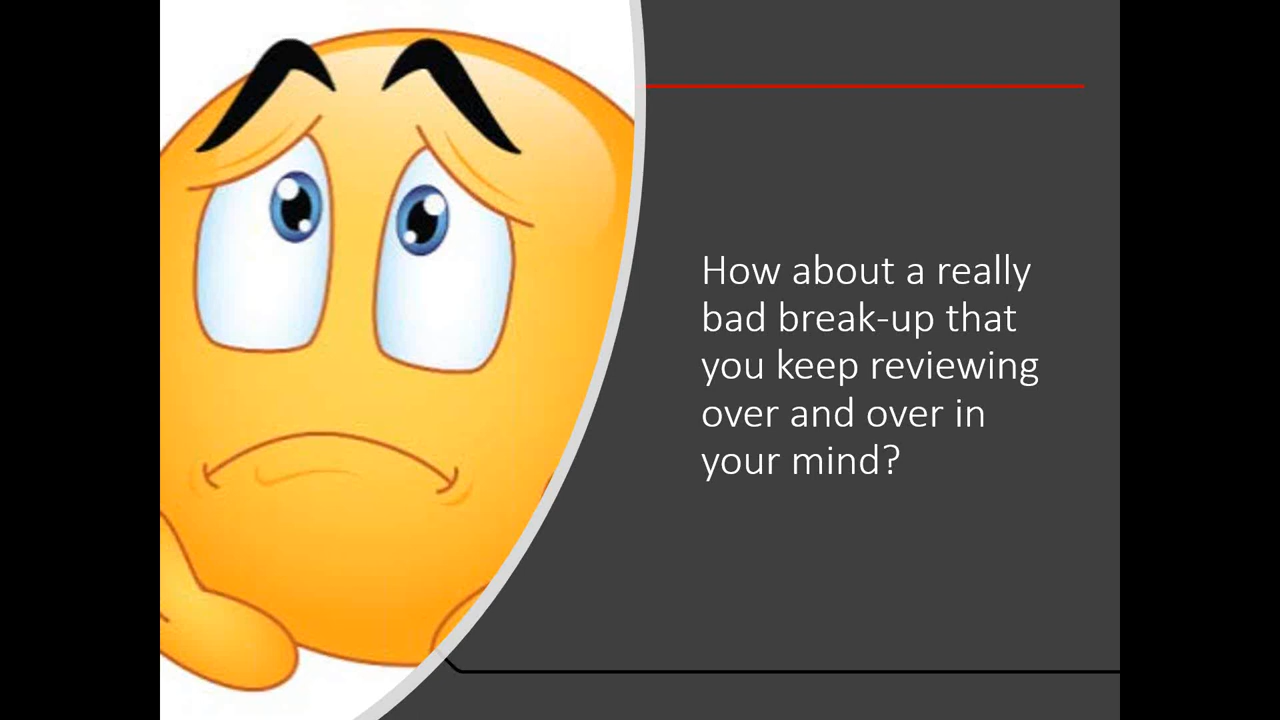 How about a really
bad break-up that
you keep reviewing
over and over in
your mind?